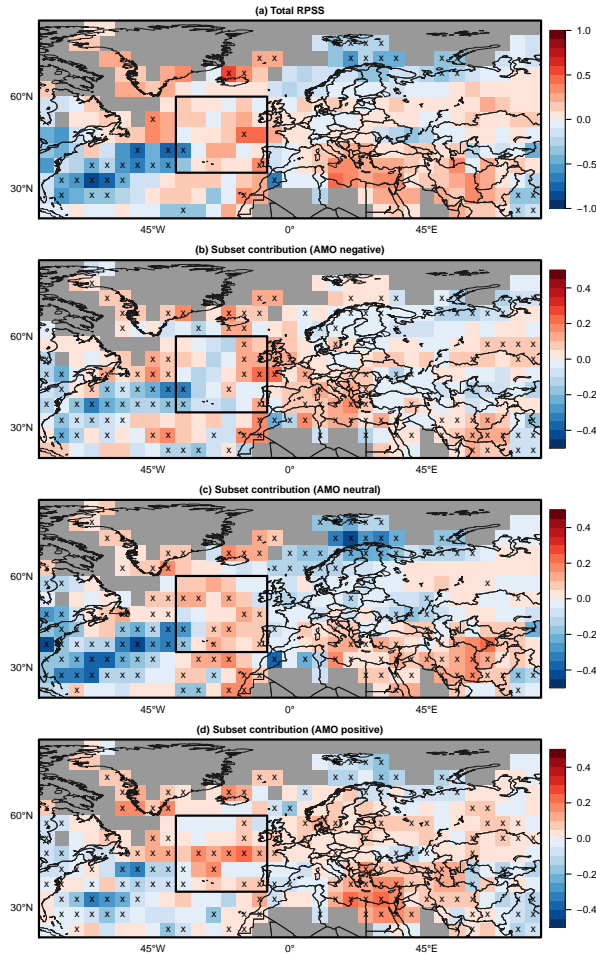 (a) Total RPSS
60°N
30°N
45°W 0° 45°E
1.0
0.5
0.0
−0.5
−1.0
(b) Subset contribution (AMO negative)
60°N
30°N
45°W 0° 45°E
0.4
0.2
0.0
−0.2
−0.4
(c) Subset contribution (AMO neutral)
60°N
30°N
45°W 0° 45°E
0.4
0.2
0.0
−0.2
−0.4
(d) Subset contribution (AMO positive)
60°N
30°N
45°W 0° 45°E
0.4
0.2
0.0
−0.2
−0.4